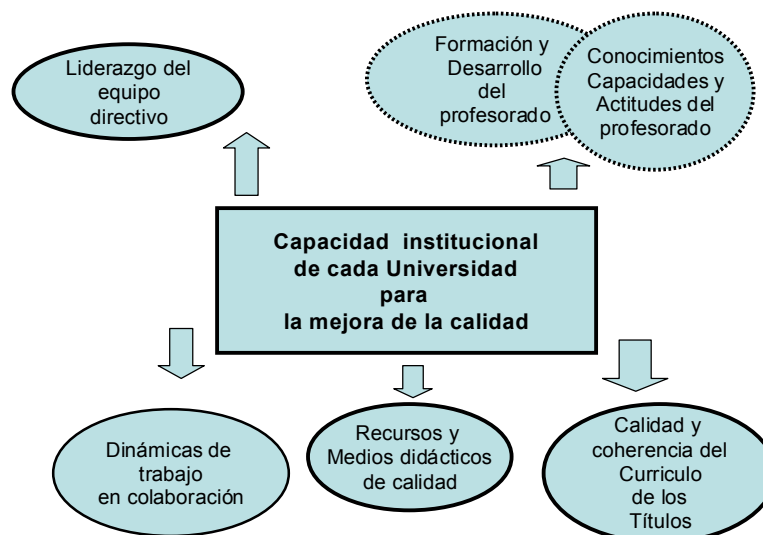 Liderazgo del
equipo
directivo
Formación y
Desarrollo
del
profesorado
Conocimientos
Capacidades y
Actitudes del
profesorado
Capacidad institucional
de cada Universidad
para
la mejora de la calidad
Dinámicas de
trabajo
en colaboración
Recursos y
Medios didácticos
de calidad
Calidad y
coherencia del
Curriculo
de los
Títulos